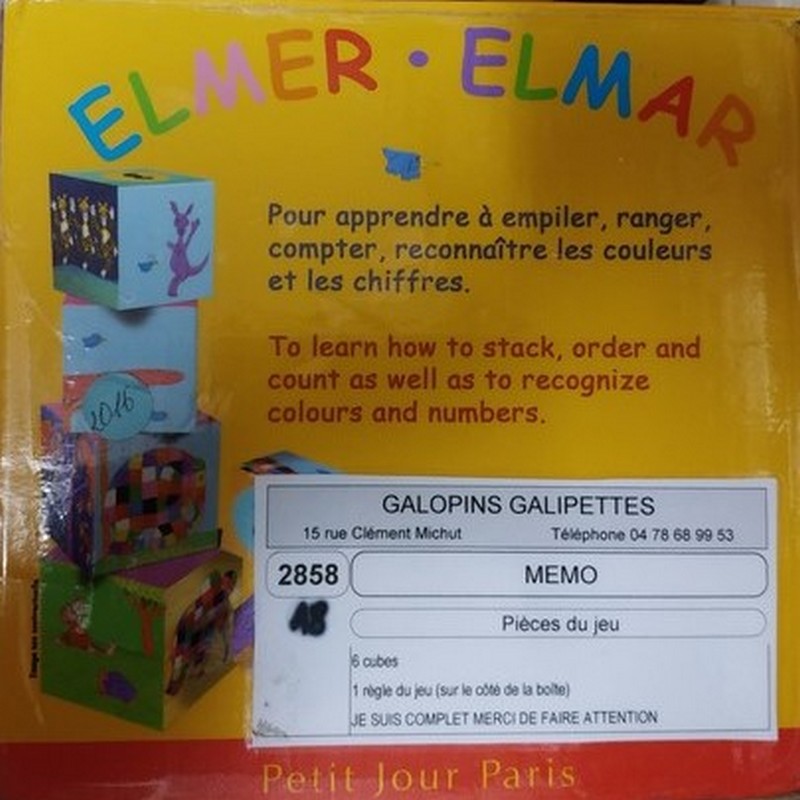 ELMER • ELMAR
Pour apprendre à empiler, ranger,
compter, reconnaître les couleurs
et les chiffres.
To learn how to stack, order and
count as well as to recognize
colours and numbers.
2016
GALOPINS GALIPETTES
15 rue Clément Michut Téléphone 04 78 68 99 53
2858 MEMO
Pièces du jeu
6 cubes
1 règle du jeu (sur le côté de la boîte)
JE SUIS COMPLET MERCI DE FAIRE ATTENTION
Petit Jour Paris